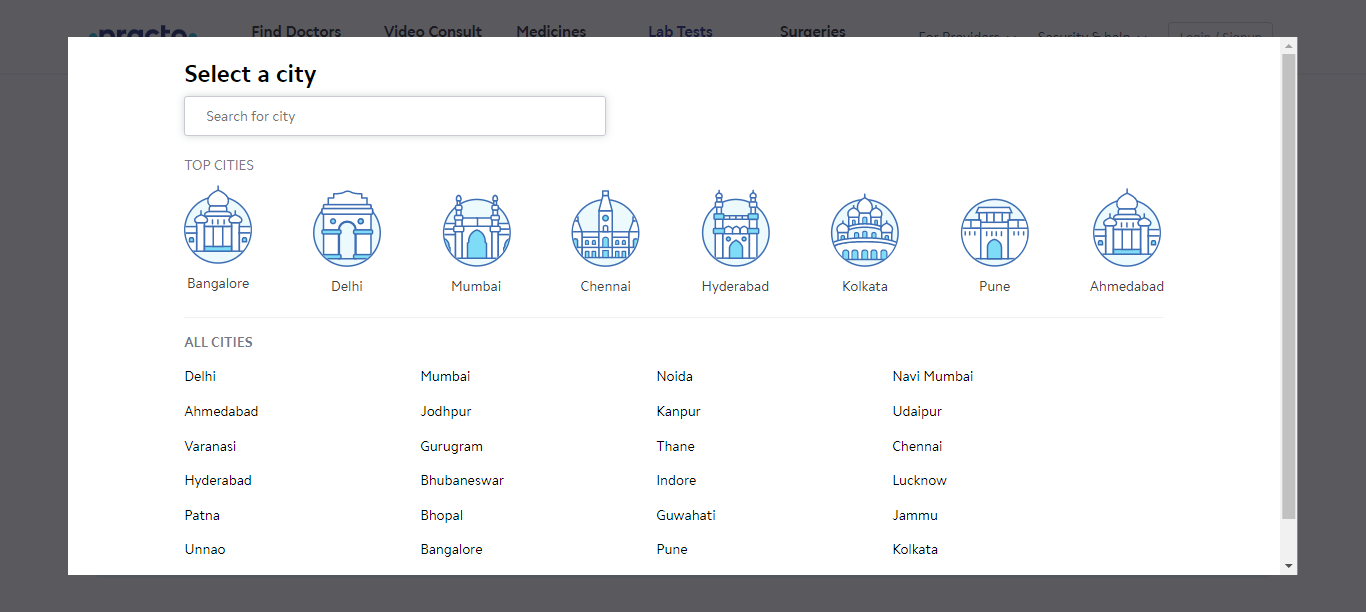 practo Find Doctors Video Consult Medicines Lab Tests Surgeries For Providers Security & help Login / Signup
Select a city
Search for city
TOP CITIES
Bangalore Delhi Mumbai Chennai Hyderabad Kolkata Pune Ahmedabad
ALL CITIES
Delhi Mumbai Noida Navi Mumbai
Ahmedabad Jodhpur Kanpur Udaipur
Varanasi Gurugram Thane Chennai
Hyderabad Bhubaneswar Indore Lucknow
Patna Bhopal Guwahati Jammu
Unnao Bangalore Pune Kolkata